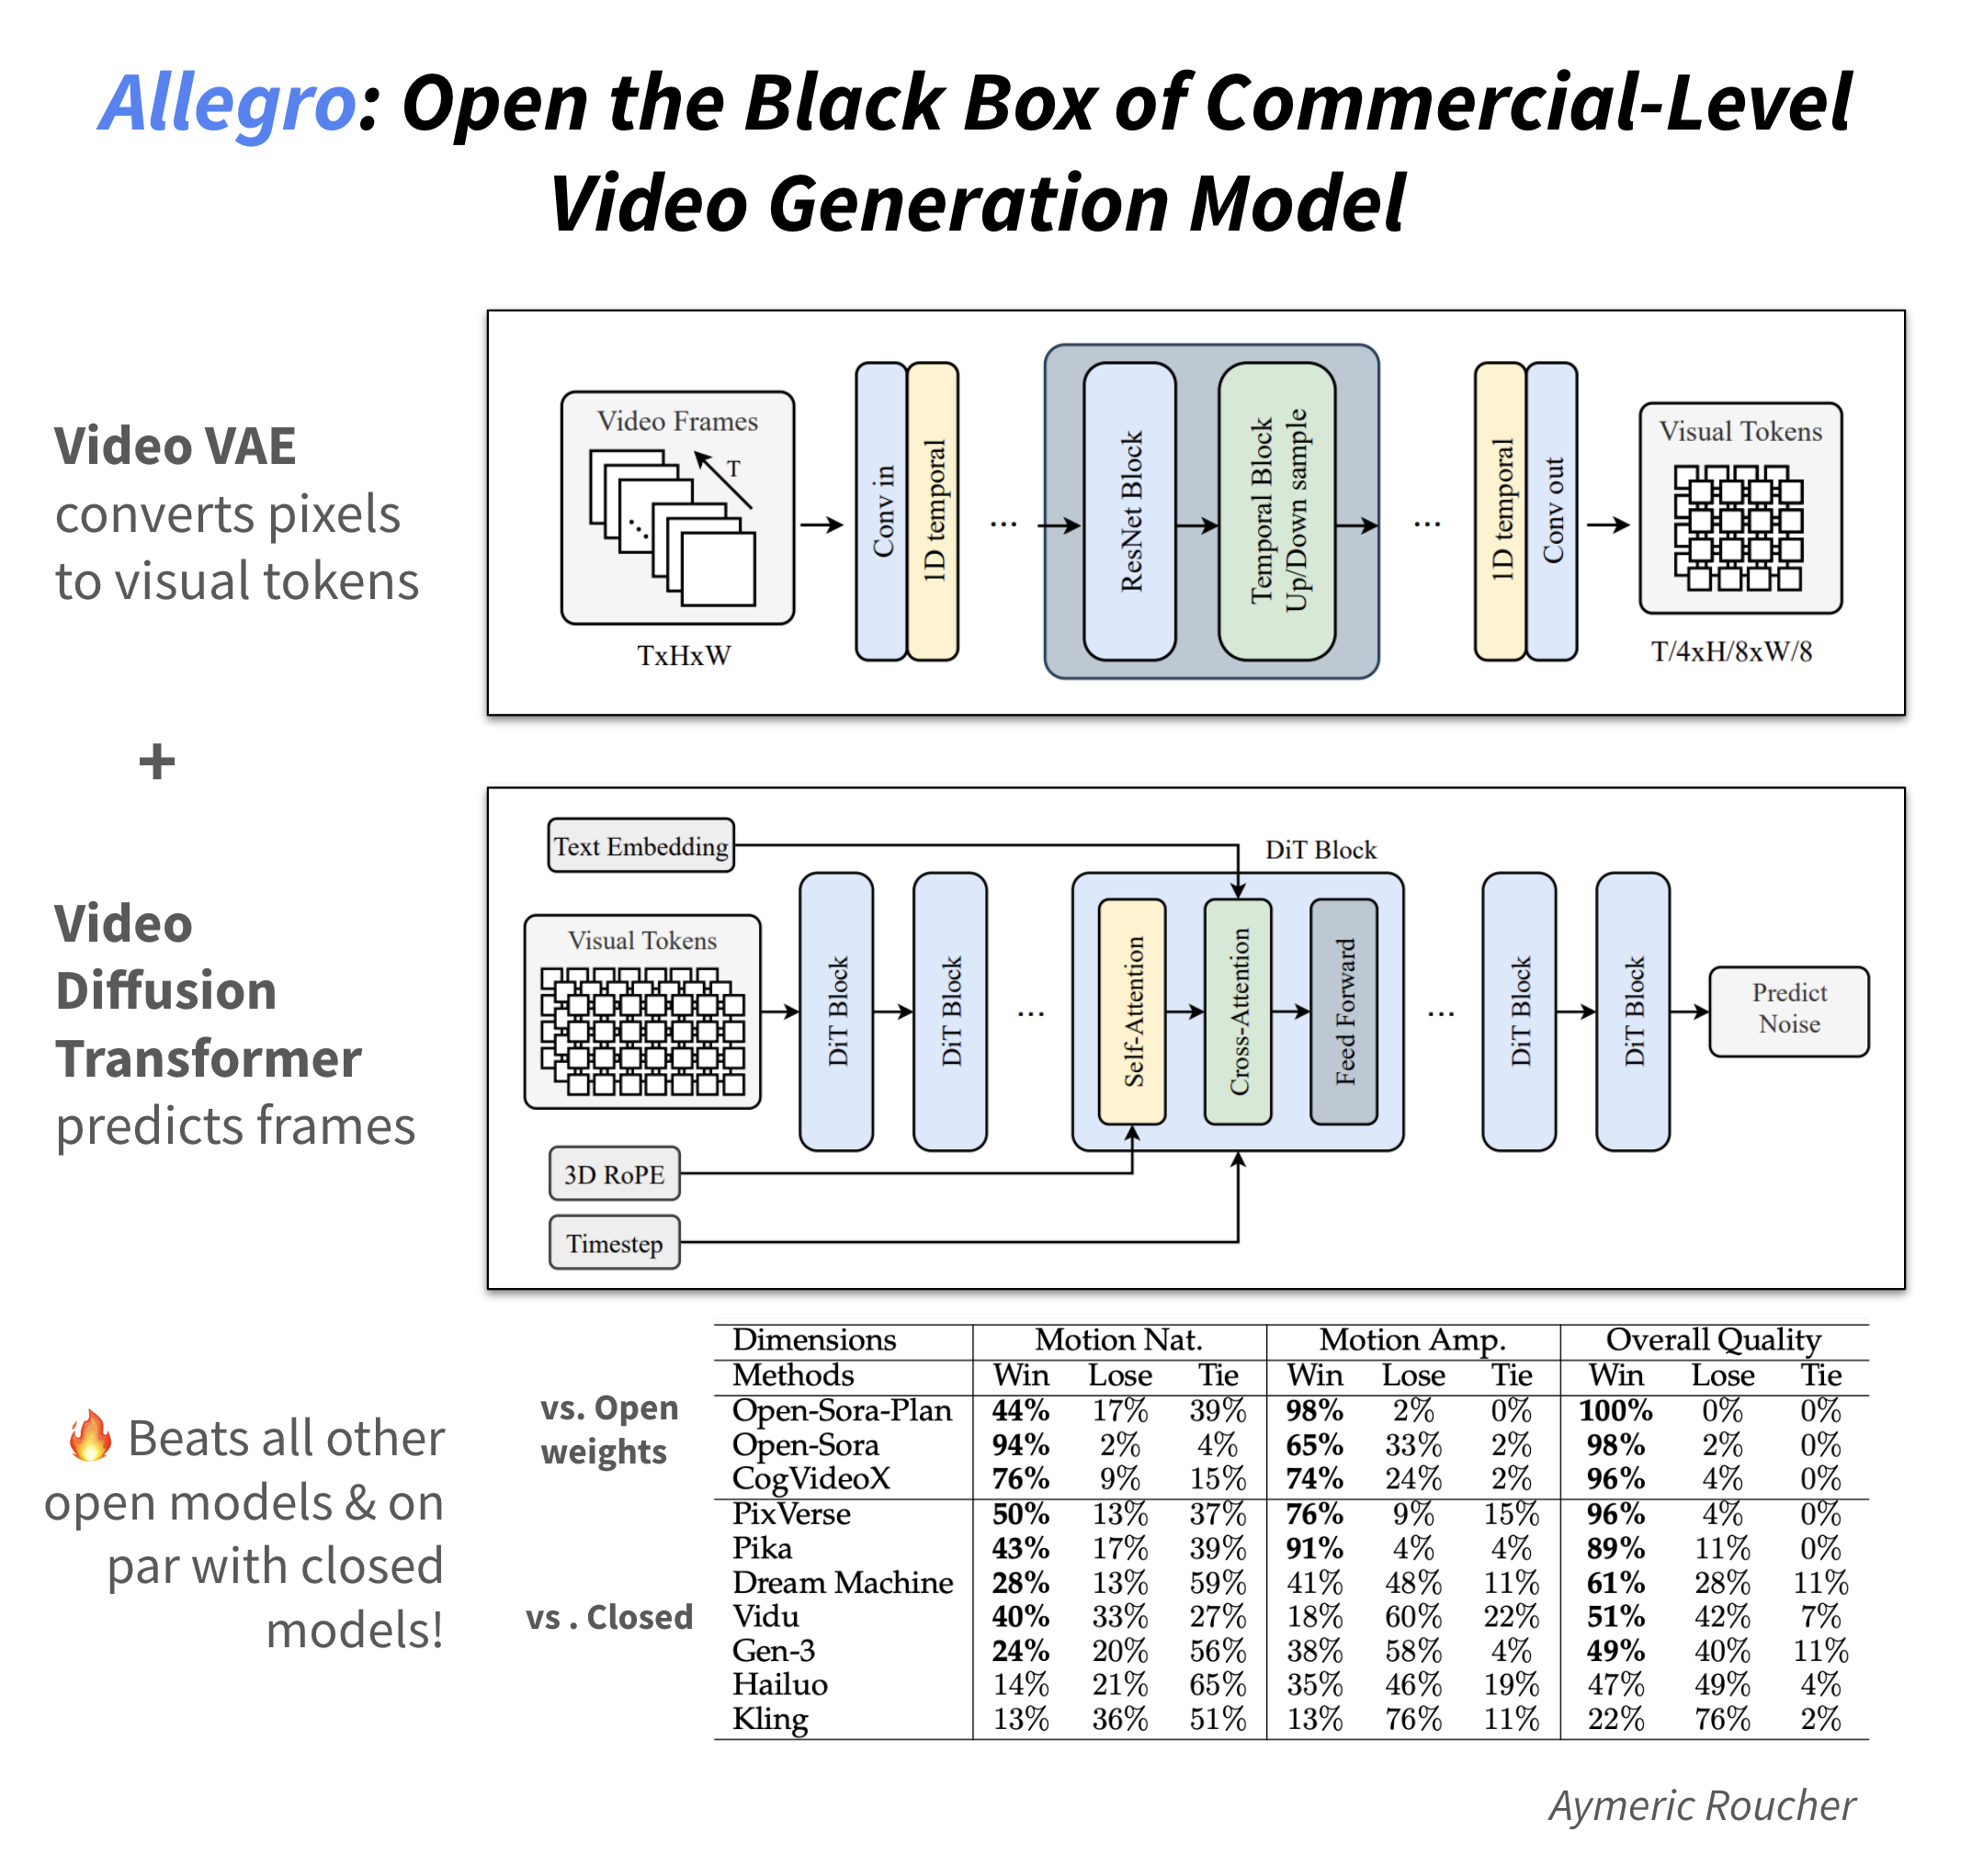 Allegro: Open the Black Box of Commercial-Level
Video Generation Model
Video VAE
converts pixels
to visual tokens
Video Frames
T
TxHxW
Conv in
1D temporal
...
ResNet Block
Temporal Block
Up/Down sample
...
1D temporal
Conv out
Visual Tokens
T/4xH/8xW/8
+
Video
Diffusion
Transformer
predicts frames
Text Embedding
Visual Tokens
3D RoPE
Timestep
DiT Block
DiT Block
...
DiT Block
Self-Attention
Cross-Attention
Feed Forward
...
DiT Block
DiT Block
Predict
Noise
🔥 Beats all other
open models & on
par with closed
models!
vs. Open
weights
vs . Closed
Dimensions Motion Nat. Motion Amp. Overall Quality
Methods Win Lose Tie Win Lose Tie Win Lose Tie
Open-Sora-Plan 44% 17% 39% 98% 2% 0% 100% 0% 0%
Open-Sora 94% 2% 4% 65% 33% 2% 98% 2% 0%
CogVideoX 76% 9% 15% 74% 24% 2% 96% 4% 0%
PixVerse 50% 13% 37% 76% 9% 15% 96% 4% 0%
Pika 43% 17% 39% 91% 4% 4% 89% 11% 0%
Dream Machine 28% 13% 59% 41% 48% 11% 61% 28% 11%
Vidu 40% 33% 27% 18% 60% 22% 51% 42% 7%
Gen-3 24% 20% 56% 38% 58% 4% 49% 40% 11%
Hailuo 14% 21% 65% 35% 46% 19% 47% 49% 4%
Kling 13% 36% 51% 13% 76% 11% 22% 76% 2%
Aymeric Roucher